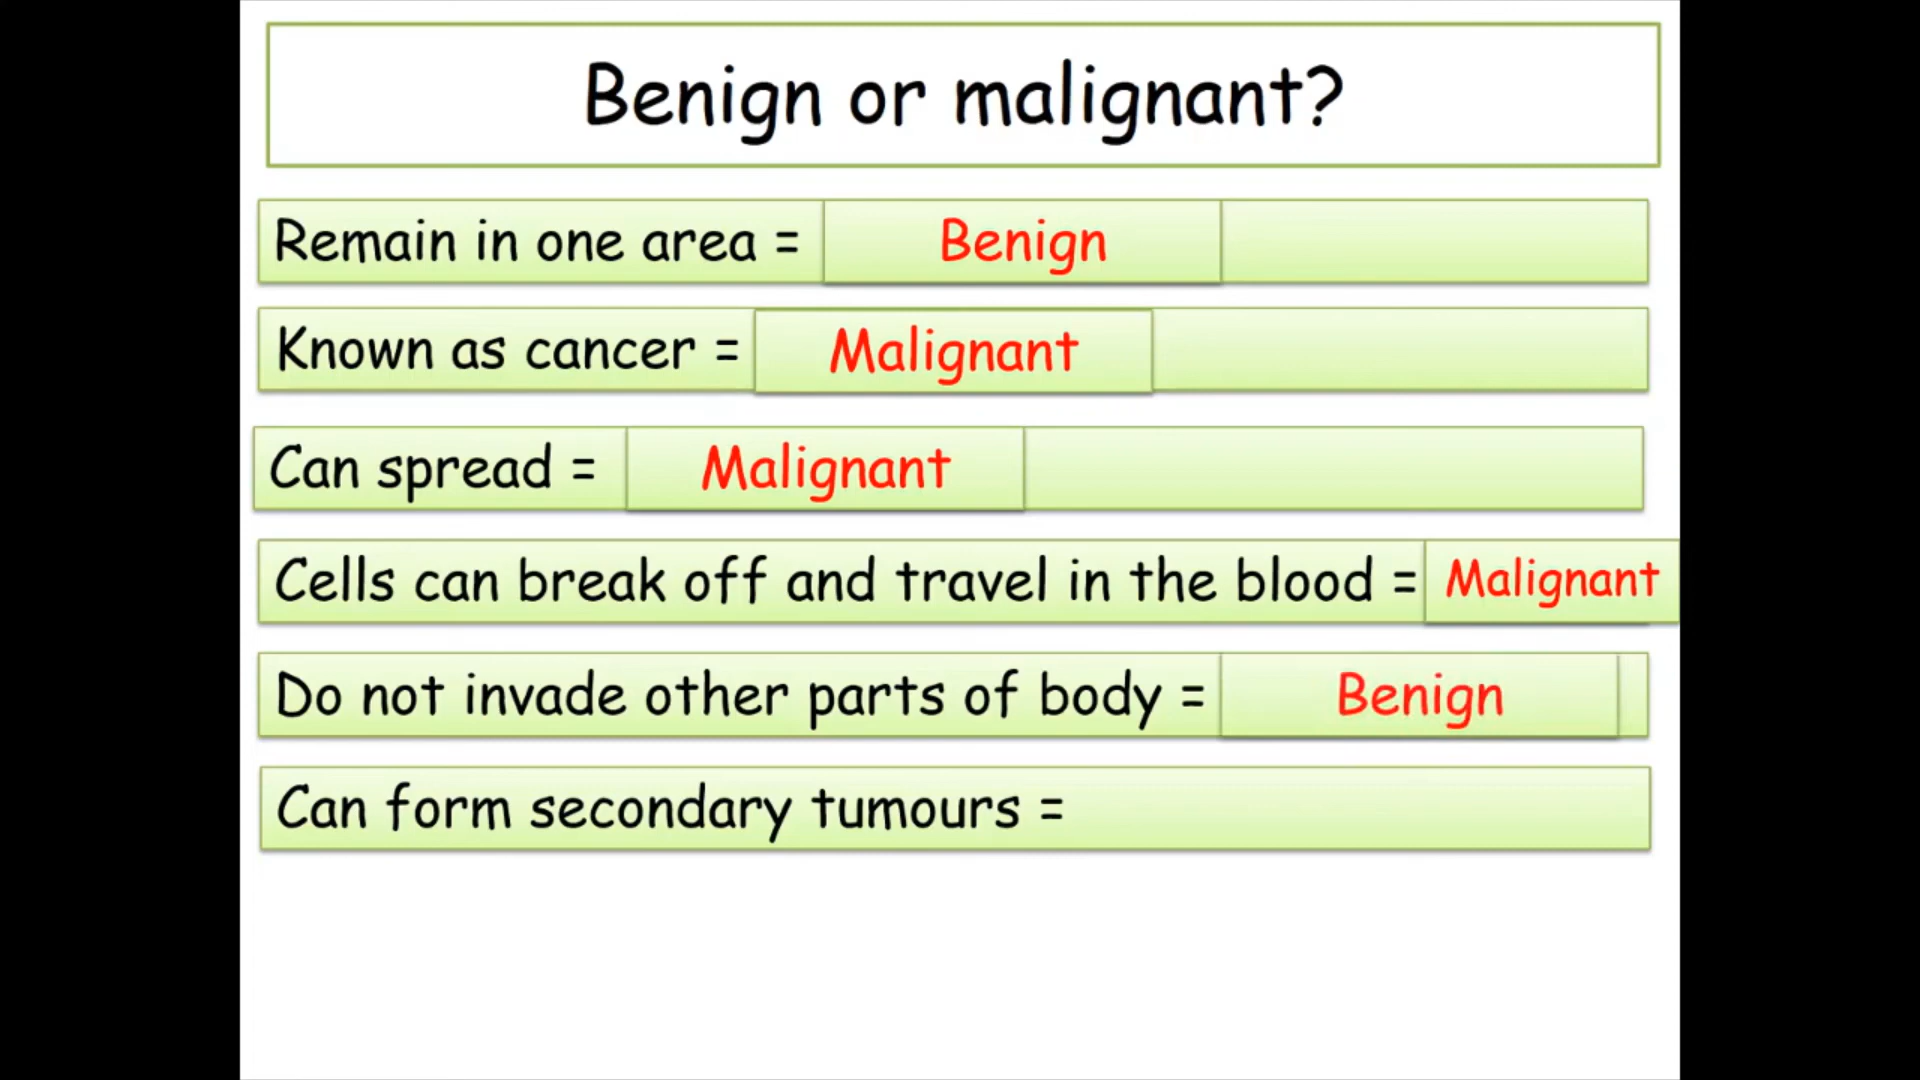 Benign or malignant?
Remain in one area = Benign
Known as cancer = Malignant
Can spread = Malignant
Cells can break off and travel in the blood = Malignant
Do not invade other parts of body = Benign
Can form secondary tumours =